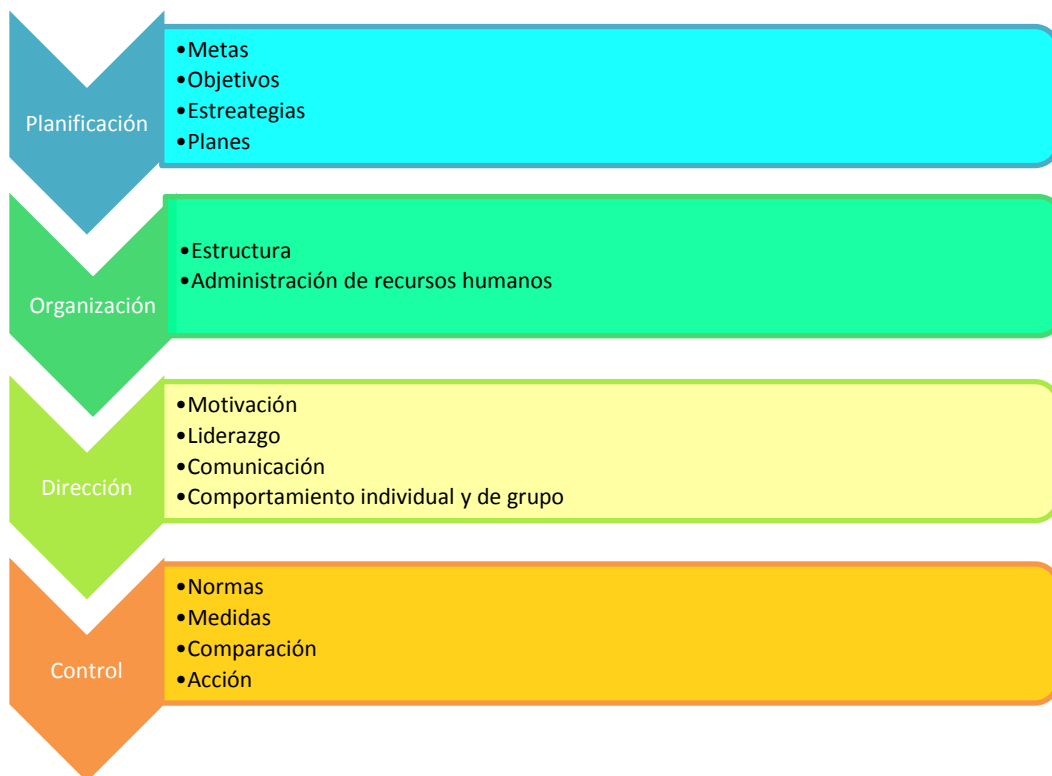 Planificación
•Metas
•Objetivos
•Estreategias
•Planes
Organización
•Estructura
•Administración de recursos humanos
Dirección
•Motivación
•Liderazgo
•Comunicación
•Comportamiento individual y de grupo
Control
•Normas
•Medidas
•Comparación
•Acción